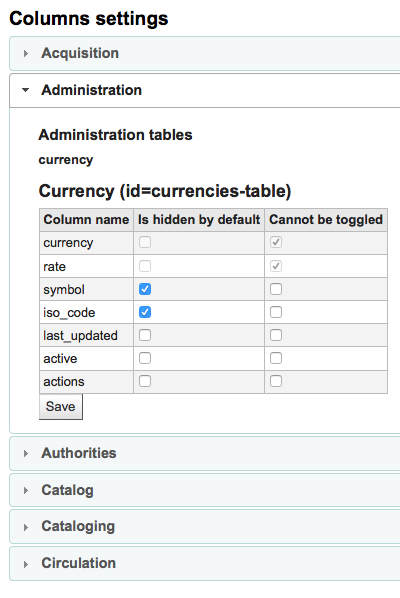 Columns settings
Acquisition
Administration
Administration tables
currency
Currency (id=currencies-table)
Column name Is hidden by default Cannot be toggled
currency
rate
symbol
iso_code
last_updated
active
actions
Save
Authorities
Catalog
Cataloging
Circulation